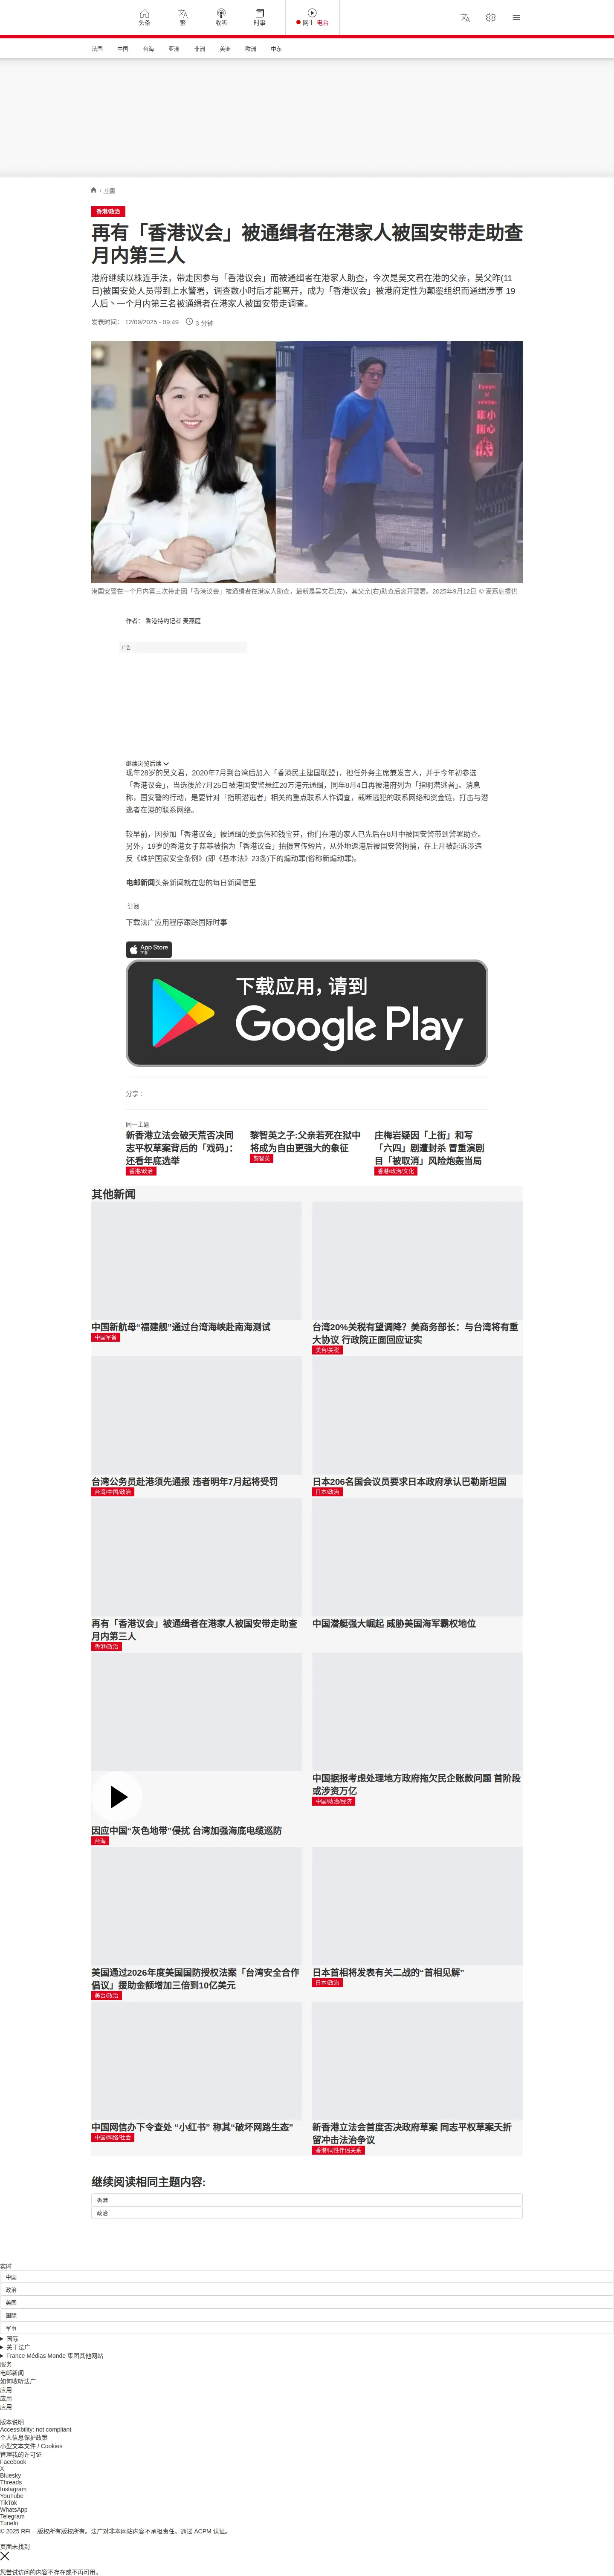 头条
繁
收听
时事
网上 电台
法国
中国
台海
亚洲
非洲
美洲
欧洲
中东
/ 中国
香港/政治
再有「香港议会」被通缉者在港家人被国安带走助查
月内第三人
港府继续以株连手法，带走因参与「香港议会」而被通缉者在港家人助查，今次是吴文君在港的父亲，吴父昨(11
日)被国安处人员带到上水警署，调查数小时后才能离开，成为「香港议会」被港府定性为颠覆组织而通缉涉事 19
人后丶一个月内第三名被通缉者在港家人被国安带走调查。
发表时间： 12/09/2025 - 09:49
3 分钟
港国安警在一个月内第三次带走因「香港议会」被通缉者在港家人助查，最新是吴文君(左)，其父亲(右)助查后离开警署。2025年9月12日 © 麦燕庭提供
作者： 香港特约记者 麦燕庭
广告
继续浏览后续
现年28岁的吴文君，2020年7月到台湾后加入「香港民主建国联盟」，担任外务主席兼发言人，并于今年初参选
「香港议会」，当选後於7月25日被港国安警悬红20万港元通缉，同年8月4日再被港府列为「指明潜逃者」。消息
称，国安警的行动，是要针对「指明潜逃者」相关的重点联系人作调查，截断逃犯的联系网络和资金链，打击与潜
逃者在港的联系网络。
较早前，因参加「香港议会」被通缉的姜嘉伟和钱宝芬，他们在港的家人已先后在8月中被国安警带到警署助查。
另外，19岁的香港女子蓝菲被指为「香港议会」拍摄宣传短片，从外地返港后被国安警拘捕，在上月被起诉涉违
反《维护国家安全条例》(即《基本法》23条)下的煽动罪(俗称新煽动罪)。
电邮新闻头条新闻就在您的每日新闻信里
订阅
下载法广应用程序跟踪国际时事
App Store
下载
下载应用，请到
Google Play
分享 :
同一主题
新香港立法会破天荒否决同
志平权草案背后的「戏码」：
还看年底选举
香港/政治
黎智英之子:父亲若死在狱中
将成为自由更强大的象征
黎智英
庄梅岩疑因「上街」和写
「六四」剧遭封杀 冒重演剧
目「被取消」风险炮轰当局
香港/政治/文化
其他新闻
中国新航母“福建舰”通过台湾海峡赴南海测试
中国军备
台湾20%关税有望调降？美商务部长：与台湾将有重
大协议 行政院正面回应证实
美台/关税
台湾公务员赴港须先通报 违者明年7月起将受罚
台湾/中国/政治
日本206名国会议员要求日本政府承认巴勒斯坦国
日本/政治
再有「香港议会」被通缉者在港家人被国安带走助查
月内第三人
香港/政治
中国潜艇强大崛起 威胁美国海军霸权地位
因应中国“灰色地带”侵扰 台湾加强海底电缆巡防
台海
中国据报考虑处理地方政府拖欠民企账款问题 首阶段
或涉资万亿
中国/政治/经济
美国通过2026年度美国国防授权法案「台湾安全合作
倡议」援助金额增加三倍到10亿美元
美台/政治
日本首相将发表有关二战的“首相见解”
日本/政治
中国网信办下令查处 “小红书” 称其“破坏网路生态”
中国/网络/社会
新香港立法会首度否决政府草案 同志平权草案夭折
留冲击法治争议
香港/同性伴侣关系
继续阅读相同主题内容:
香港
政治
实时
中国
政治
美国
国际
军事
国际
关于法广
France Médias Monde 集团其他网站
服务
电邮新闻
如何收听法广
应用
应用
应用
版本说明
Accessibility: not compliant
个人信息保护政策
小型文本文件 / Cookies
管理我的许可证
Facebook
X
Bluesky
Threads
Instagram
YouTube
TikTok
WhatsApp
Telegram
TuneIn
© 2025 RFI – 版权所有版权所有。法广对非本网站内容不承担责任。通过 ACPM 认证。
页面未找到
您尝试访问的内容不存在或不再可用。